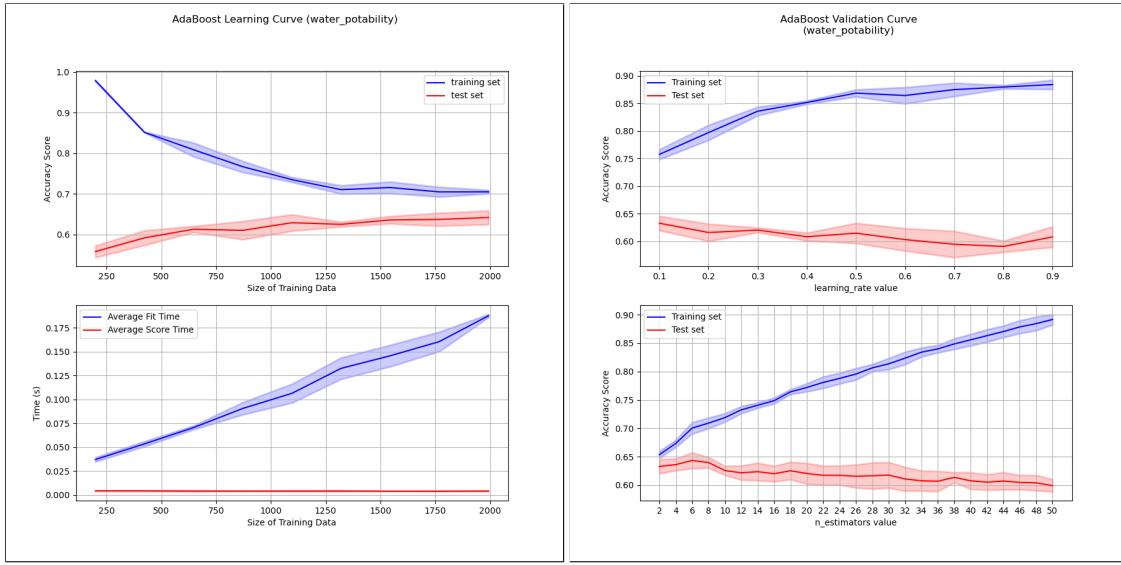 AdaBoost Learning Curve (water_potability)
1.0
0.9
0.8
0.7
0.6
Accuracy Score
training set
test set
250 500 750 1000 1250 1500 1750 2000
Size of Training Data
0.175
0.150
0.125
0.100
0.075
0.050
0.025
0.000
Time (s)
Average Fit Time
Average Score Time
250 500 750 1000 1250 1500 1750 2000
Size of Training Data
AdaBoost Validation Curve
(water_potability)
0.90
0.85
0.80
0.75
0.70
0.65
0.60
Accuracy Score
Training set
Test set
0.1 0.2 0.3 0.4 0.5 0.6 0.7 0.8 0.9
learning_rate value
0.90
0.85
0.80
0.75
0.70
0.65
0.60
Accuracy Score
Training set
Test set
2 4 6 8 10 12 14 16 18 20 22 24 26 28 30 32 34 36 38 40 42 44 46 48 50
n_estimators value